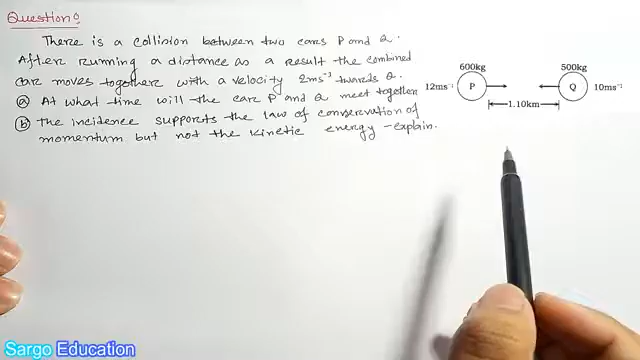 Question:
There is a collision between two cars P and Q.
After running a distance as a result the combined
car moves together with a velocity 2ms⁻¹ towards Q.
ⓐ At what time will the car P and Q meet together
ⓑ The incidence supports the law of conservation of
momentum but not the kinetic energy - explain.
600kg 500kg
12ms⁻¹ P Q 10ms⁻¹
1.10km
Sargo Education